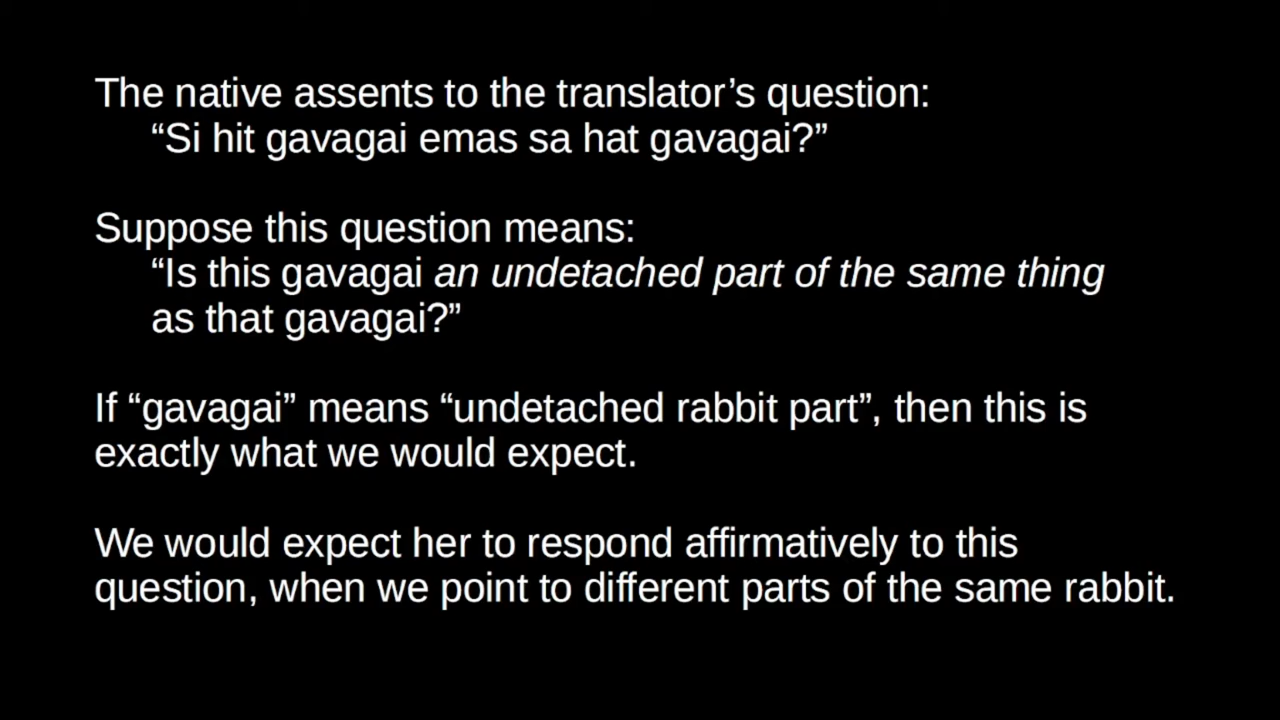 The native assents to the translator’s question:
“Si hit gavagai emas sa hat gavagai?”
Suppose this question means:
“Is this gavagai an undetached part of the same thing
as that gavagai?”
If “gavagai” means “undetached rabbit part”, then this is
exactly what we would expect.
We would expect her to respond affirmatively to this
question, when we point to different parts of the same rabbit.